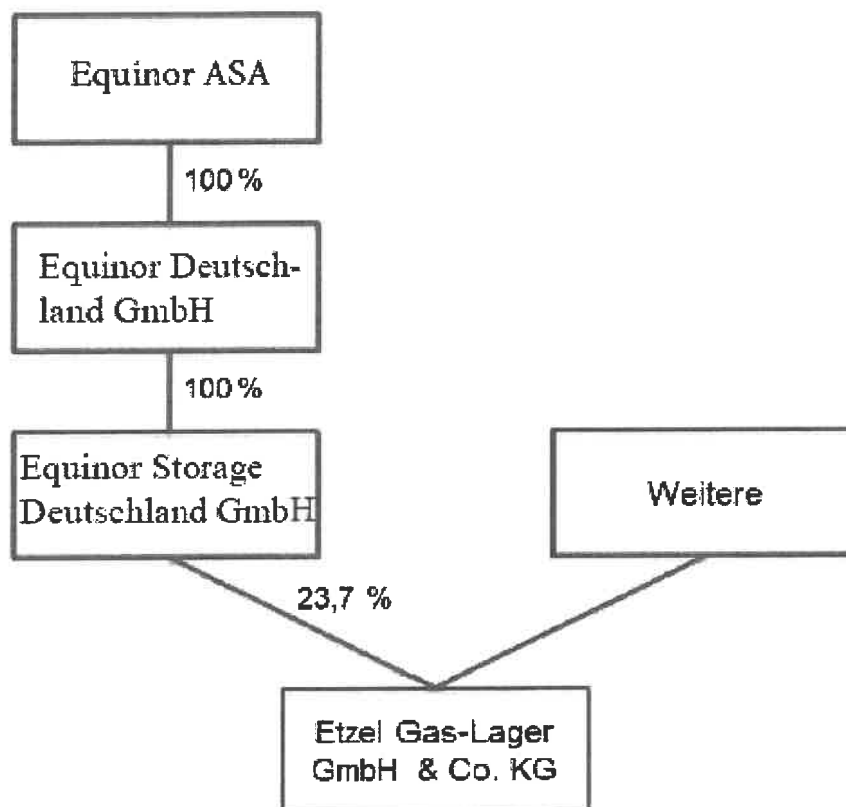 Equinor ASA
100 %
Equinor Deutsch-
land GmbH
100 %
Equinor Storage
Deutschland GmbH
Weitere
23,7 %
Etzel Gas-Lager
GmbH & Co. KG